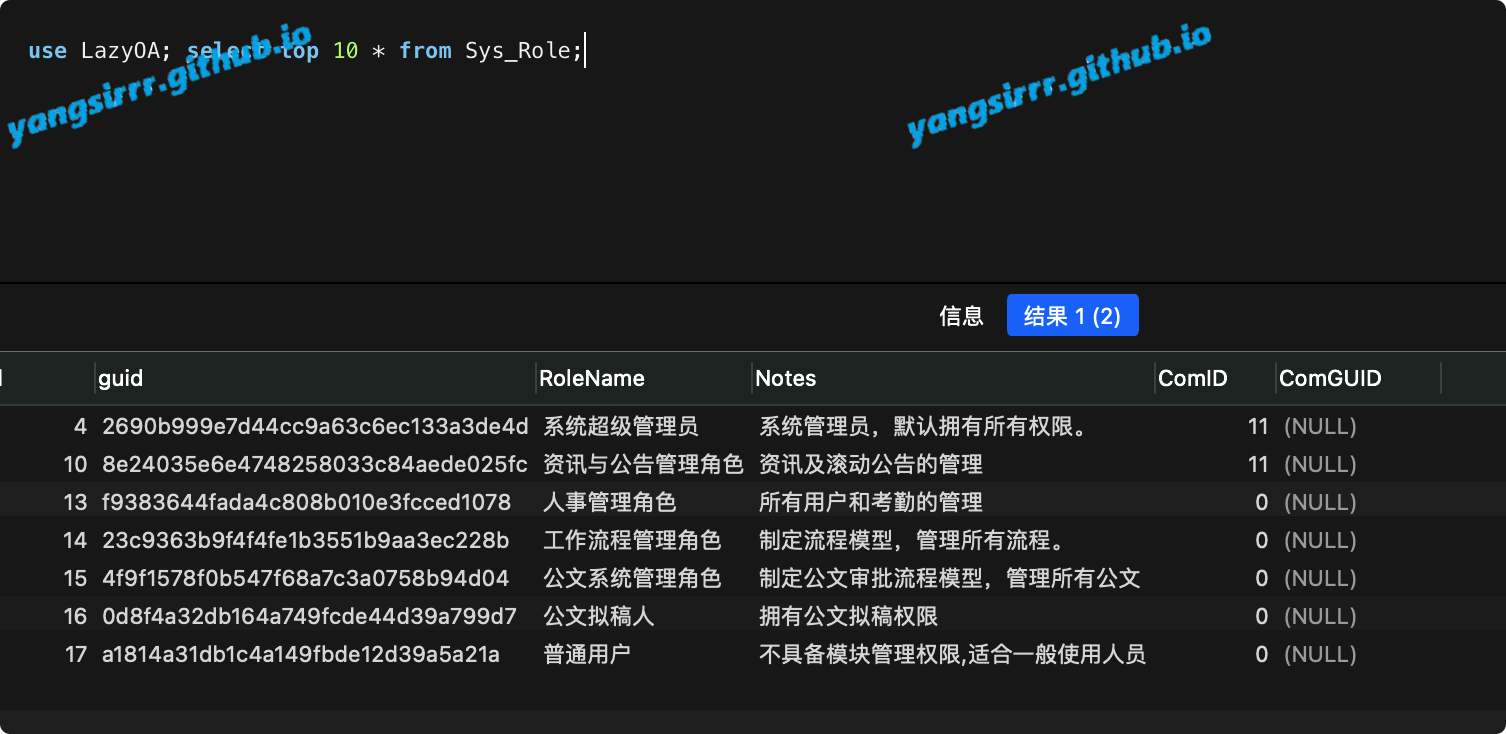 use LazyOA; select top 10 * from Sys_Role;
yangsirrr.github.io
yangsirrr.github.io
信息 结果 1 (2)
guid RoleName Notes ComID ComGUID
4 2690b999e7d44cc9a63c6ec133a3de4d 系统超级管理员 系统管理员，默认拥有所有权限。 11 (NULL)
10 8e24035e6e4748258033c84aede025fc 资讯与公告管理角色 资讯及滚动公告的管理 11 (NULL)
13 f9383644fada4c808b010e3fcced1078 人事管理角色 所有用户和考勤的管理 0 (NULL)
14 23c9363b9f4f4fe1b3551b9aa3ec228b 工作流程管理角色 制定流程模型，管理所有流程。 0 (NULL)
15 4f9f1578f0b547f68a7c3a0758b94d04 公文系统管理角色 制定公文审批流程模型，管理所有公文 0 (NULL)
16 0d8f4a32db164a749fcde44d39a799d7 公文拟稿人 拥有公文拟稿权限 0 (NULL)
17 a1814a31db1c4a149fbde12d39a5a21a 普通用户 不具备模块管理权限,适合一般使用人员 0 (NULL)